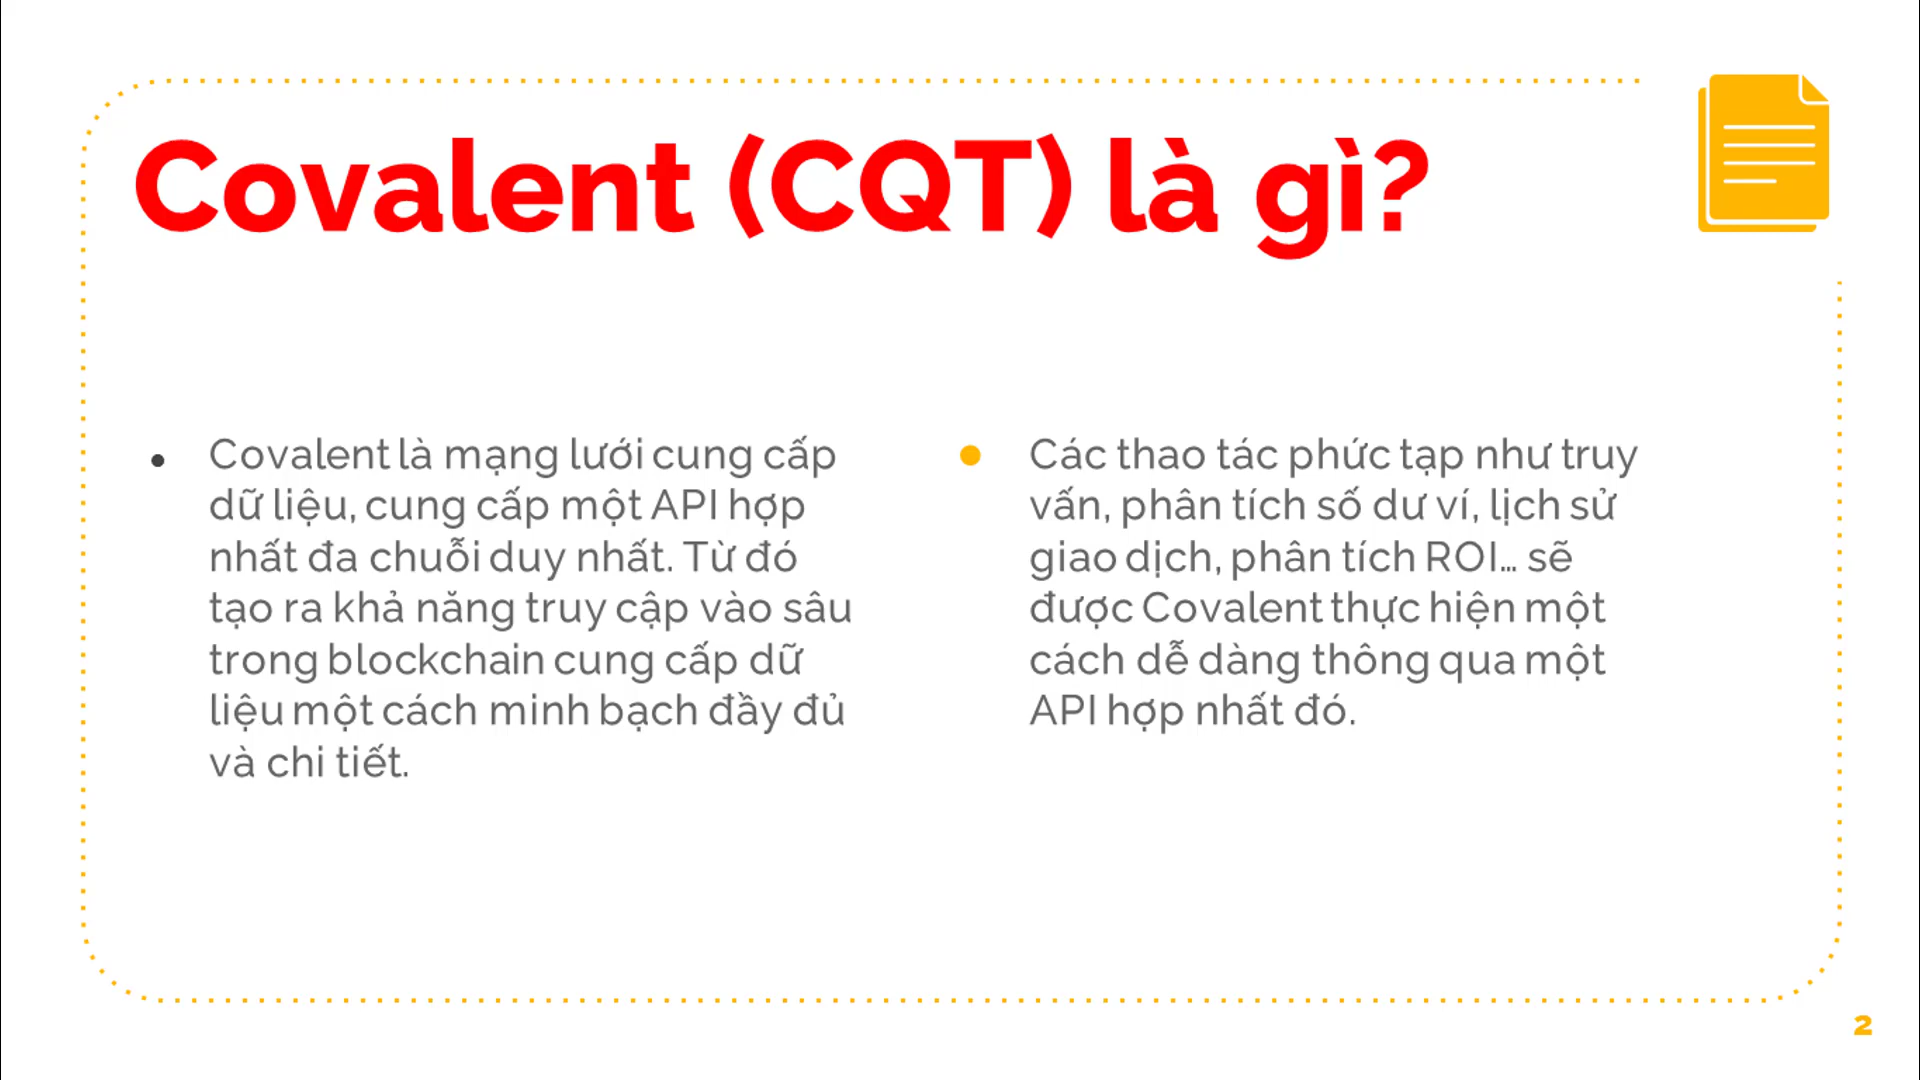 Covalent (CQT) là gì?
Covalent là mạng lưới cung cấp
dữ liệu, cung cấp một API hợp
nhất đa chuỗi duy nhất. Từ đó
tạo ra khả năng truy cập vào sâu
trong blockchain cung cấp dữ
liệu một cách minh bạch đầy đủ
và chi tiết.
Các thao tác phức tạp như truy
vấn, phân tích số dư ví, lịch sử
giao dịch, phân tích ROI… sẽ
được Covalent thực hiện một
cách dễ dàng thông qua một
API hợp nhất đó.
2